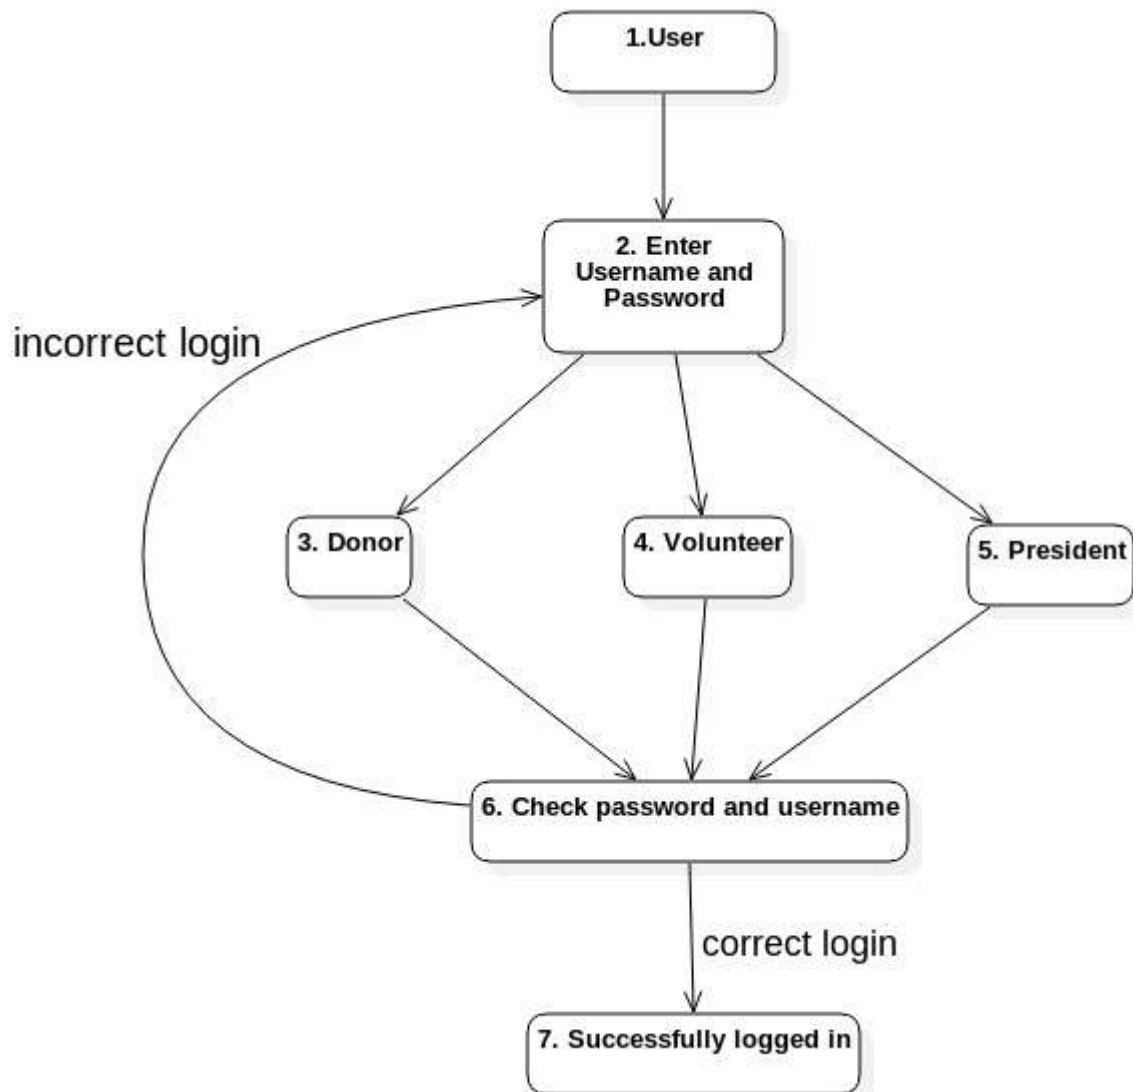 1.User
2. Enter
Username and
Password
incorrect login
3. Donor
4. Volunteer
5. President
6. Check password and username
correct login
7. Successfully logged in